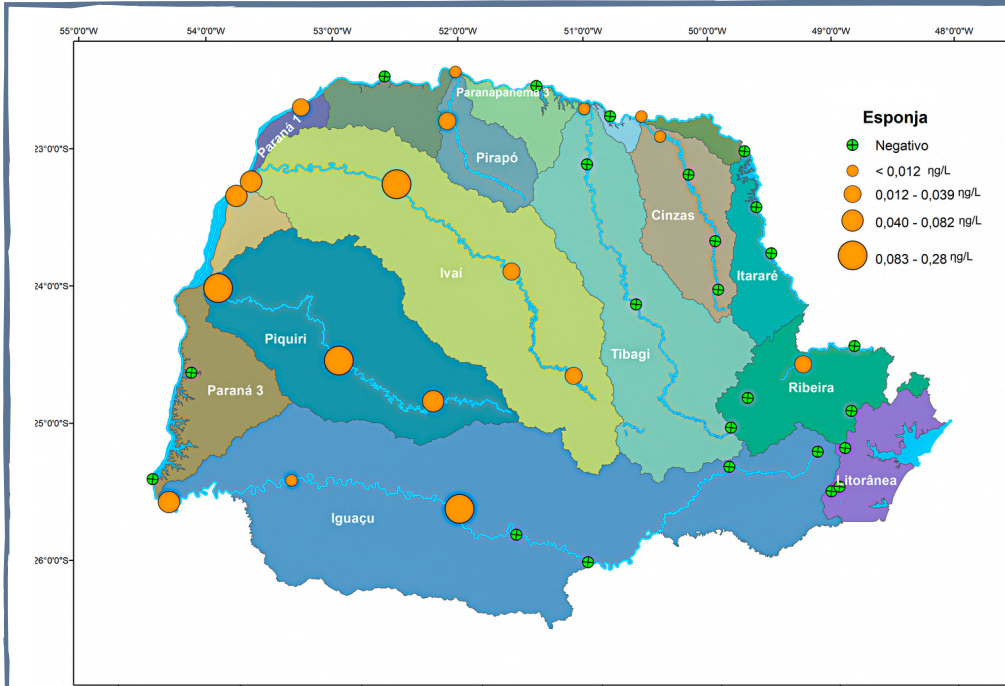 55°0'0"W 54°0'0"W 53°0'0"W 52°0'0"W 51°0'0"W 50°0'0"W 49°0'0"W 48°0'0"W
23°0'0"S
24°0'0"S
25°0'0"S
26°0'0"S
Esponja
Negativo
< 0,012 ng/L
0,012 - 0,039 ng/L
0,040 - 0,082 ng/L
0,083 - 0,28 ng/L
Paranapanema 3
Paraná 1
Pirapó
Cinzas
Itararé
Ivaí
Piquiri
Tibagi
Paraná 3
Ribeira
Litorânea
Iguaçu